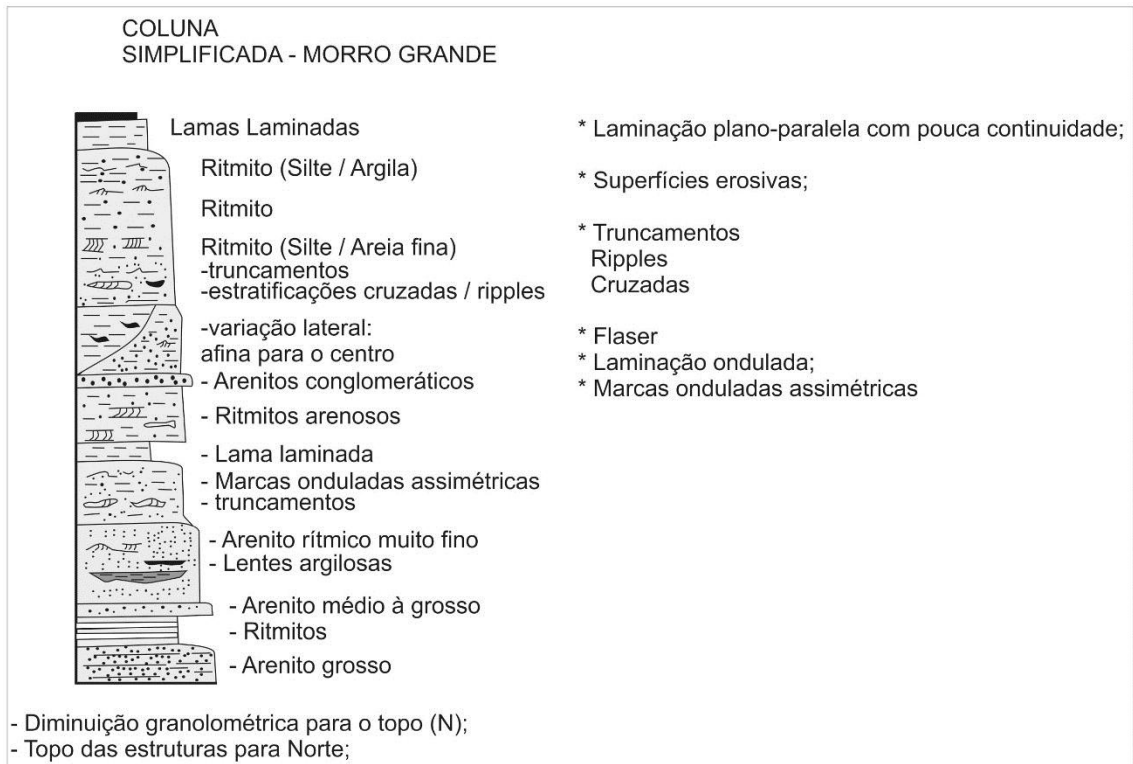 COLUNA
SIMPLIFICADA - MORRO GRANDE
Lamas Laminadas
Ritmito (Silte / Argila)
Ritmito
Ritmito (Silte / Areia fina)
-truncamentos
-estratificações cruzadas / ripples
-variação lateral:
afina para o centro
- Arenitos conglomeráticos
- Ritmitos arenosos
- Lama laminada
- Marcas onduladas assimétricas
- truncamentos
- Arenito rítmico muito fino
- Lentes argilosas
- Arenito médio à grosso
- Ritmitos
- Arenito grosso
* Laminação plano-paralela com pouca continuidade;
* Superfícies erosivas;
* Truncamentos
Ripples
Cruzadas
* Flaser
* Laminação ondulada;
* Marcas onduladas assimétricas
- Diminuição granolométrica para o topo (N);
- Topo das estruturas para Norte;